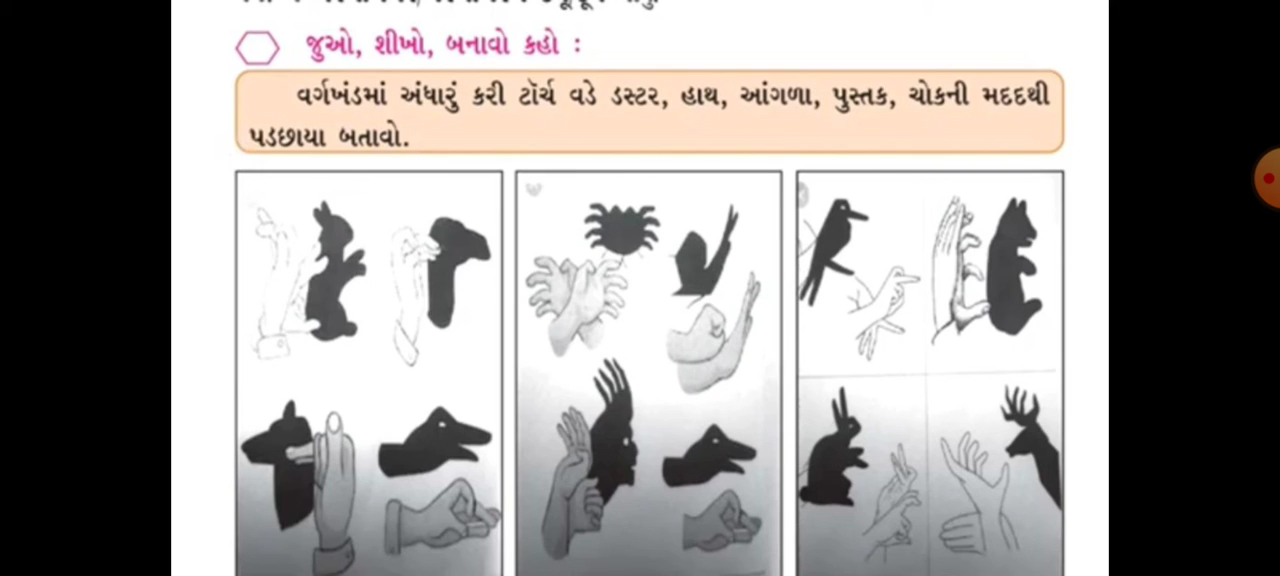 જુઓ, શીખો, બનાવો કહો :
વર્ગખંડમાં અંધારું કરી ટૉર્ચ વડે ડસ્ટર, હાથ, આંગળા, પુસ્તક, ચોકની મદદથી
પડછાયા બતાવો.